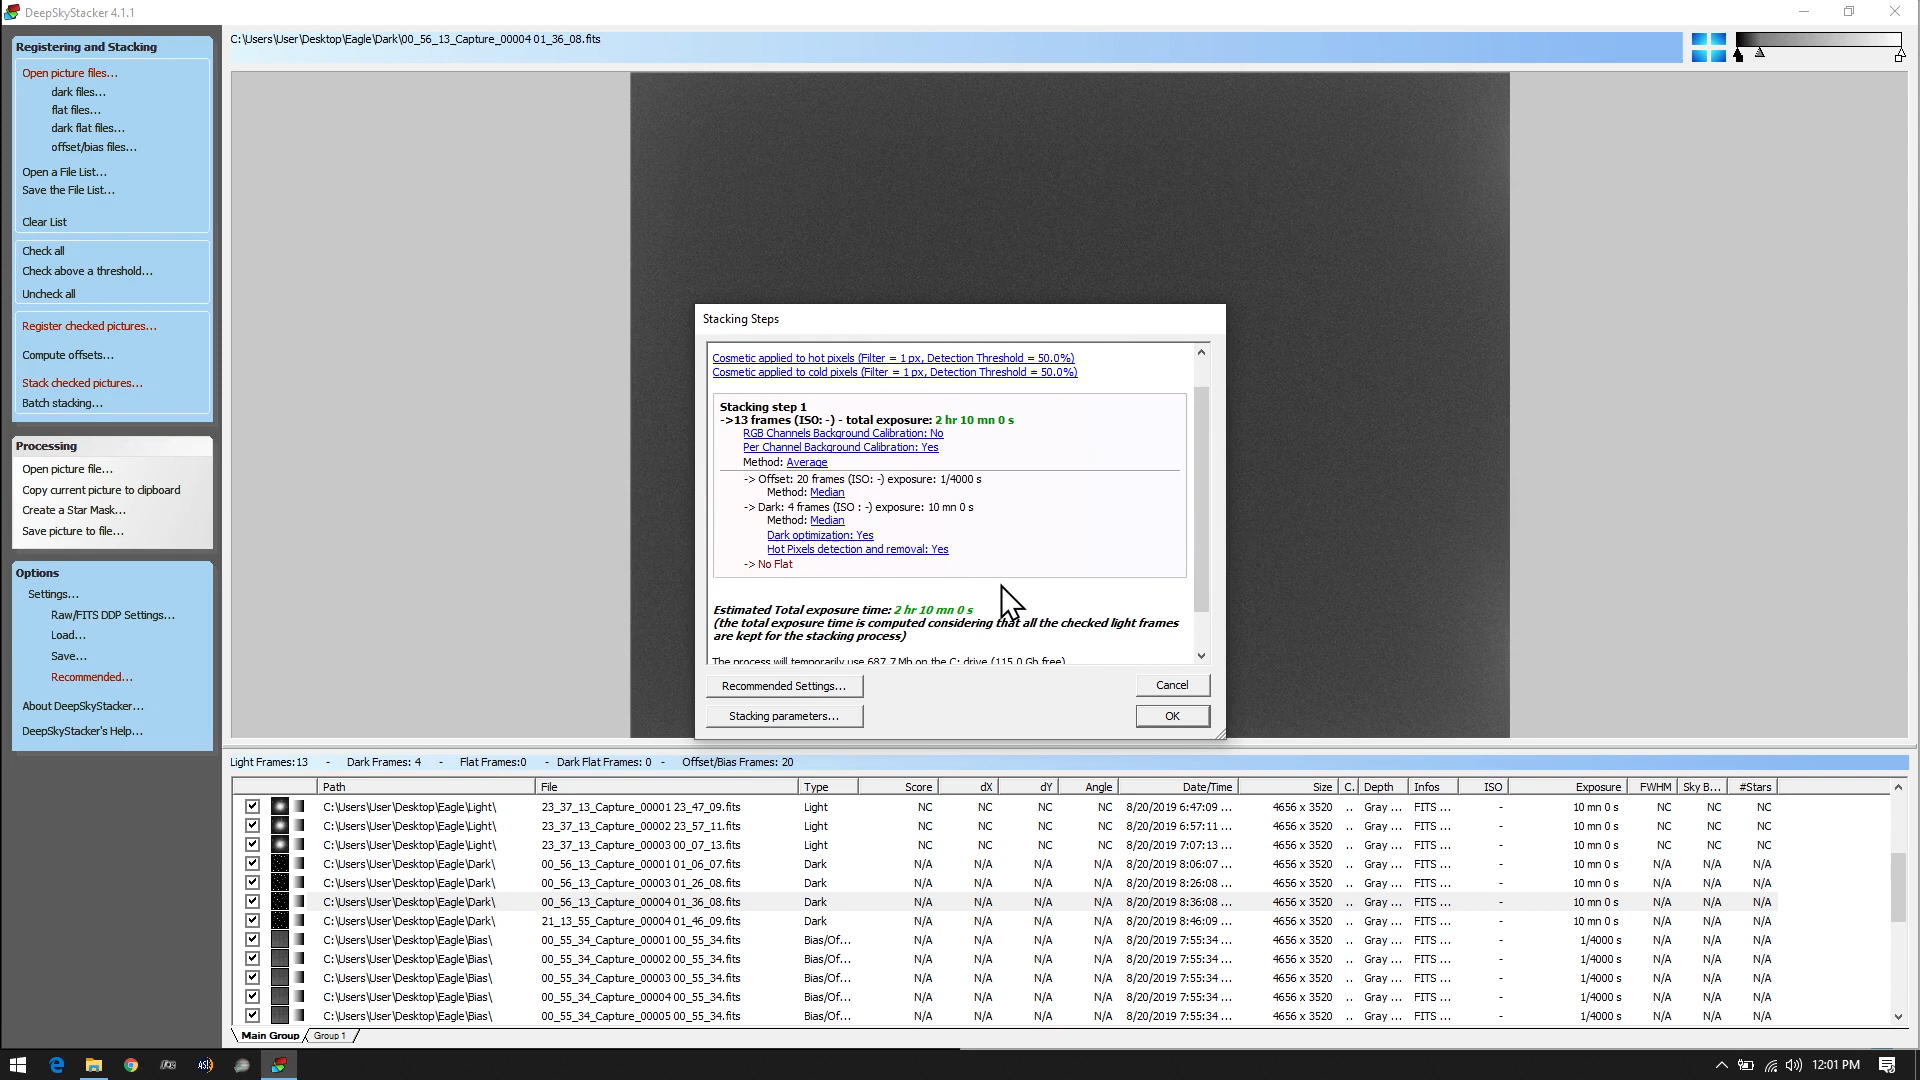 DeepSkyStacker 4.1.1
Registering and Stacking
Open picture files...
dark files...
flat files...
dark flat files...
offset/bias files...
Open a File List...
Save the File List...
Clear List
Check all
Check above a threshold...
Uncheck all
Register checked pictures...
Compute offsets...
Stack checked pictures...
Batch stacking...
Processing
Open picture file...
Copy current picture to clipboard
Create a Star Mask...
Save picture to file...
Options
Settings...
Raw/FITS DDP Settings...
Load...
Save...
Recommended...
About DeepSkyStacker...
DeepSkyStacker's Help...
C:\Users\User\Desktop\Eagle\Dark\00_56_13_Capture_00004 01_36_08.fits
Stacking Steps
Cosmetic applied to hot pixels (Filter = 1 px, Detection Threshold = 50.0%)
Cosmetic applied to cold pixels (Filter = 1 px, Detection Threshold = 50.0%)
Stacking step 1
->13 frames (ISO: -) - total exposure: 2 hr 10 mn 0 s
RGB Channels Background Calibration: No
Per Channel Background Calibration: Yes
Method: Average
-> Offset: 20 frames (ISO: -) exposure: 1/4000 s
Method: Median
-> Dark: 4 frames (ISO : -) exposure: 10 mn 0 s
Method: Median
Dark optimization: Yes
Hot Pixels detection and removal: Yes
-> No Flat
Estimated Total exposure time: 2 hr 10 mn 0 s
(the total exposure time is computed considering that all the checked light frames
are kept for the stacking process)
The process will temporarily use 687.7 Mb on the C: drive (115.0 Gb free)
Recommended Settings...
Cancel
Stacking parameters...
OK
Light Frames:13 - Dark Frames: 4 - Flat Frames:0 - Dark Flat Frames: 0 - Offset/Bias Frames: 20
Path File Type Score dX dY Angle Date/Time Size C. Depth Infos ISO Exposure FWHM Sky B... #Stars
C:\Users\User\Desktop\Eagle\Light\ 23_37_13_Capture_00001 23_47_09.fits Light NC NC NC NC 8/20/2019 6:47:09 ... 4656 x 3520 .. Gray ... FITS ... - 10 mn 0 s NC NC NC
C:\Users\User\Desktop\Eagle\Light\ 23_37_13_Capture_00002 23_57_11.fits Light NC NC NC NC 8/20/2019 6:57:11 ... 4656 x 3520 .. Gray ... FITS ... - 10 mn 0 s NC NC NC
C:\Users\User\Desktop\Eagle\Light\ 23_37_13_Capture_00003 00_07_13.fits Light NC NC NC NC 8/20/2019 7:07:13 ... 4656 x 3520 .. Gray ... FITS ... - 10 mn 0 s NC NC NC
C:\Users\User\Desktop\Eagle\Dark\ 00_56_13_Capture_00001 01_06_07.fits Dark N/A N/A N/A N/A 8/20/2019 8:06:07 ... 4656 x 3520 .. Gray ... FITS ... - 10 mn 0 s N/A N/A N/A
C:\Users\User\Desktop\Eagle\Dark\ 00_56_13_Capture_00003 01_26_08.fits Dark N/A N/A N/A N/A 8/20/2019 8:26:08 ... 4656 x 3520 .. Gray ... FITS ... - 10 mn 0 s N/A N/A N/A
C:\Users\User\Desktop\Eagle\Dark\ 00_56_13_Capture_00004 01_36_08.fits Dark N/A N/A N/A N/A 8/20/2019 8:36:08 ... 4656 x 3520 .. Gray ... FITS ... - 10 mn 0 s N/A N/A N/A
C:\Users\User\Desktop\Eagle\Dark\ 21_13_55_Capture_00004 01_46_09.fits Dark N/A N/A N/A N/A 8/20/2019 8:46:09 ... 4656 x 3520 .. Gray ... FITS ... - 10 mn 0 s N/A N/A N/A
C:\Users\User\Desktop\Eagle\Bias\ 00_55_34_Capture_00001 00_55_34.fits Bias/Of... N/A N/A N/A N/A 8/20/2019 7:55:34 ... 4656 x 3520 .. Gray ... FITS ... - 1/4000 s N/A N/A N/A
C:\Users\User\Desktop\Eagle\Bias\ 00_55_34_Capture_00002 00_55_34.fits Bias/Of... N/A N/A N/A N/A 8/20/2019 7:55:34 ... 4656 x 3520 .. Gray ... FITS ... - 1/4000 s N/A N/A N/A
C:\Users\User\Desktop\Eagle\Bias\ 00_55_34_Capture_00003 00_55_34.fits Bias/Of... N/A N/A N/A N/A 8/20/2019 7:55:34 ... 4656 x 3520 .. Gray ... FITS ... - 1/4000 s N/A N/A N/A
C:\Users\User\Desktop\Eagle\Bias\ 00_55_34_Capture_00004 00_55_34.fits Bias/Of... N/A N/A N/A N/A 8/20/2019 7:55:34 ... 4656 x 3520 .. Gray ... FITS ... - 1/4000 s N/A N/A N/A
C:\Users\User\Desktop\Eagle\Bias\ 00_55_34_Capture_00005 00_55_34.fits Bias/Of... N/A N/A N/A N/A 8/20/2019 7:55:34 ... 4656 x 3520 .. Gray ... FITS ... - 1/4000 s N/A N/A N/A
Main Group Group 1
12:01 PM